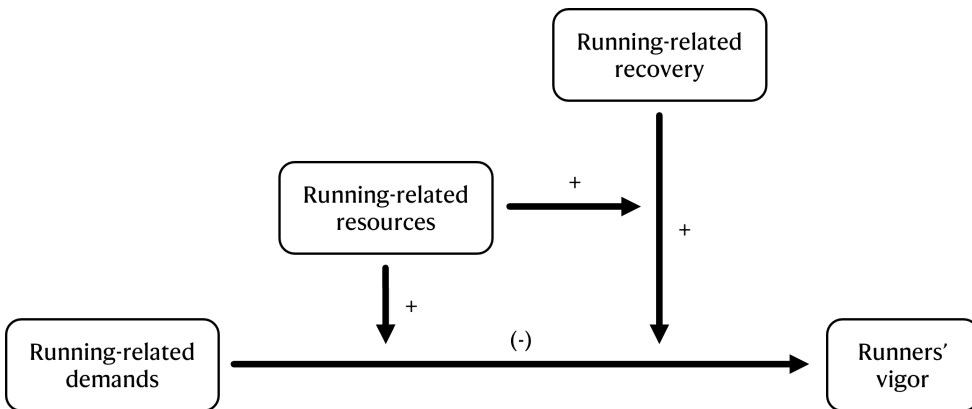 Running-related
recovery
Running-related
resources
+
+
+
Running-related
demands
(-)
Runners’
vigor